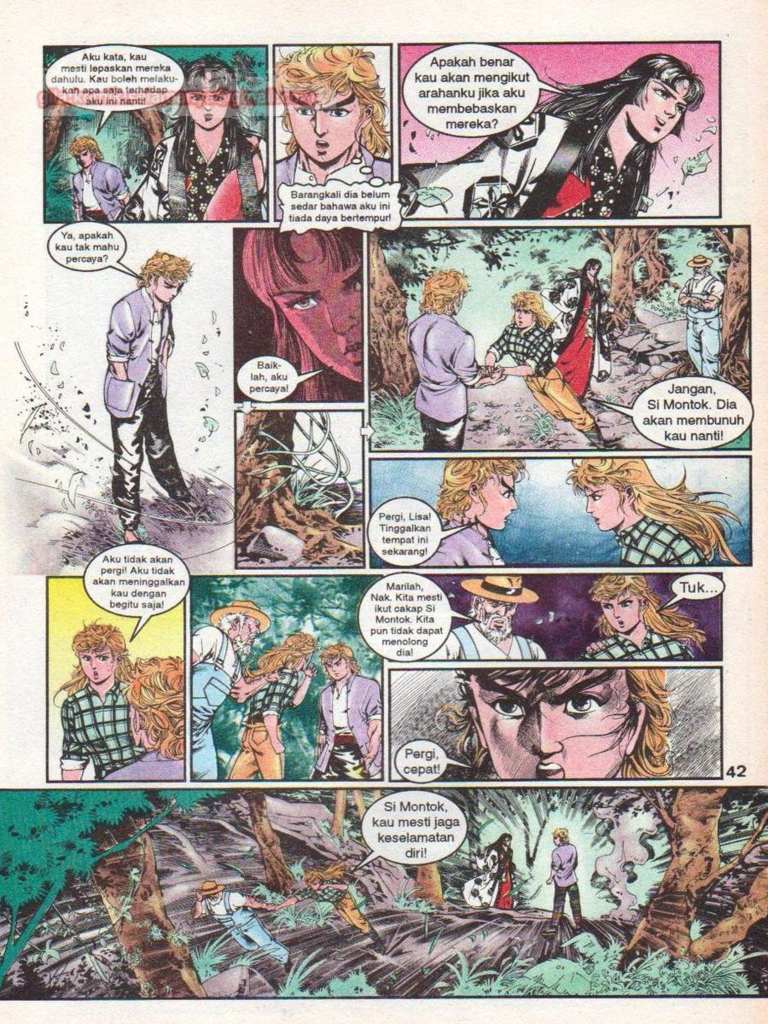 Aku kata, kau
mesti lepaskan mereka
dahulu. Kau boleh melaku-
kah apa saja terhadap
aku ini nanti!
Barangkali dia belum
sedar bahawa aku ini
tiada daya bertempur!
Apakah benar
kau akan mengikut
arahanku jika aku
membebaskan
mereka?
Ya, apakah
kau tak mahu
percaya?
Baik-
lah, aku
percaya!
Jangan,
Si Montok. Dia
akan membunuh
kau nanti!
Pergi, Lisa!
Tinggalkan
tempat ini
sekarang!
Aku tidak akan
pergi! Aku tidak
akan meninggalkan
kau dengan
begitu saja!
Marilah,
Nak. Kita mesti
ikut cakap Si
Montok. Kita
pun tidak dapat
menolong
dia!
Tuk...
Pergi,
cepat!
42
Si Montok,
kau mesti jaga
keselamatan
diri!